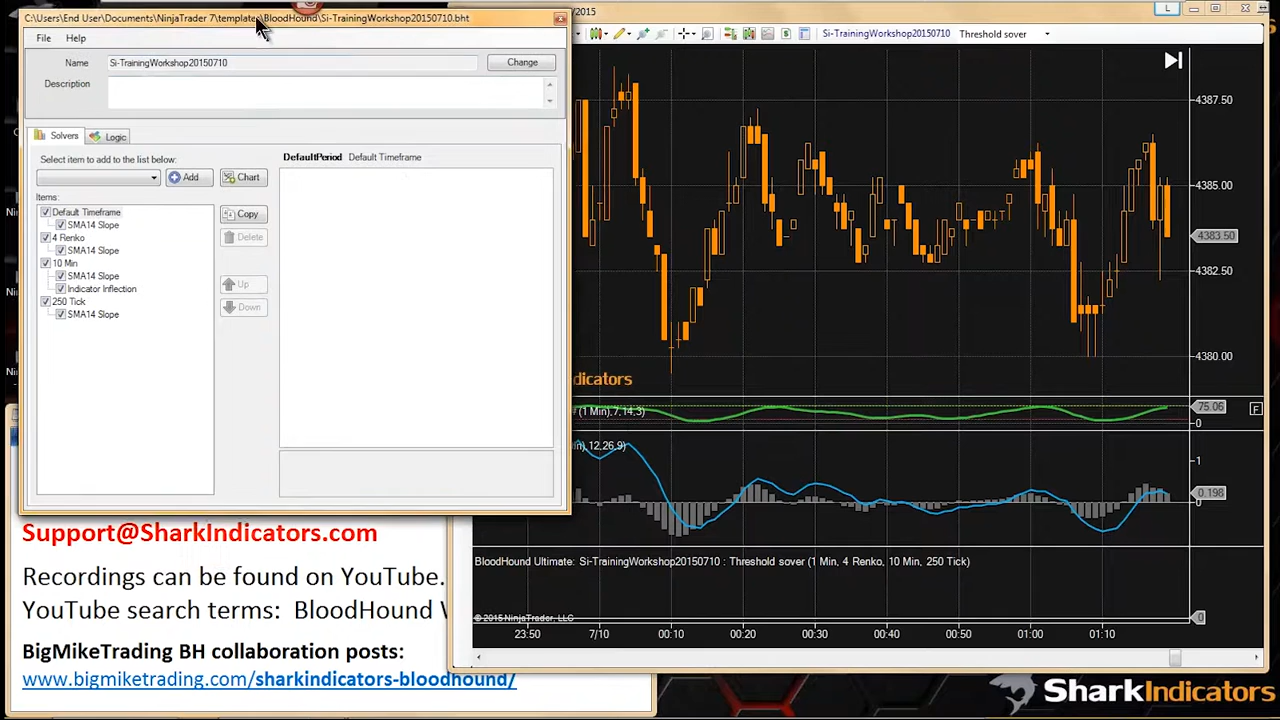 C:\Users\End User\Documents\NinjaTrader 7\templates\BloodHound\Si-TrainingWorkshop20150710.bht
/2015
L
File Help
Si-TrainingWorkshop20150710 Threshold sover
Name Si-TrainingWorkshop20150710 Change
Description
Solvers Logic
Select item to add to the list below:
Add Chart
DefaultPeriod Default Timeframe
Items:
Default Timeframe
SMA14 Slope
4 Renko
SMA14 Slope
10 Min
SMA14 Slope
Indicator Inflection
250 Tick
SMA14 Slope
Copy
Delete
Up
Down
4387.50
4385.00
4383.50
4382.50
4380.00
dicators
(1 Min),7,14,3)
75.06
F
0
in),12,26,9)
1
0.198
0
BloodHound Ultimate: Si-TrainingWorkshop20150710 : Threshold sover (1 Min, 4 Renko, 10 Min, 250 Tick)
© 2015 NinjaTrader, LLC
0
23:50 7/10 00:10 00:20 00:30 00:40 00:50 01:00 01:10
Support@SharkIndicators.com
Recordings can be found on YouTube.
YouTube search terms: BloodHound
BigMikeTrading BH collaboration posts:
www.bigmiketrading.com/sharkindicators-bloodhound/
SharkIndicators